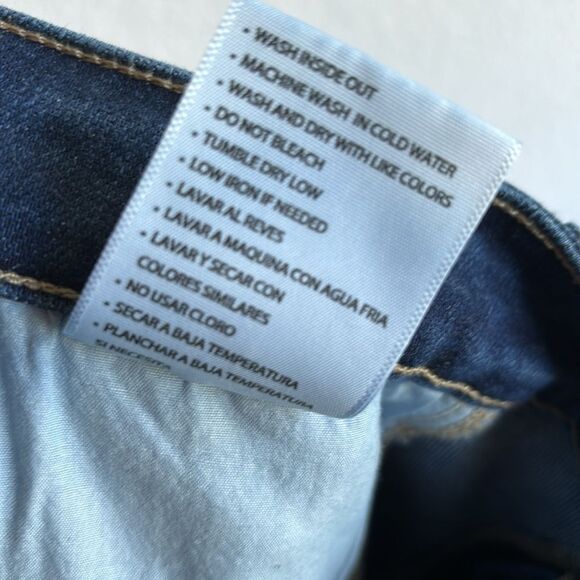 • WASH INSIDE OUT
• MACHINE WASH IN COLD WATER
• WASH AND DRY WITH LIKE COLORS
• DO NOT BLEACH
• TUMBLE DRY LOW
• LOW IRON IF NEEDED
• LAVAR AL REVES
• LAVAR A MAQUINA CON AGUA FRIA
• LAVAR Y SECAR CON
COLORES SIMILARES
• NO USAR CLORO
• SECAR A BAJA TEMPERATURA
• PLANCHAR A BAJA TEMPERATURA
SI NECESITA